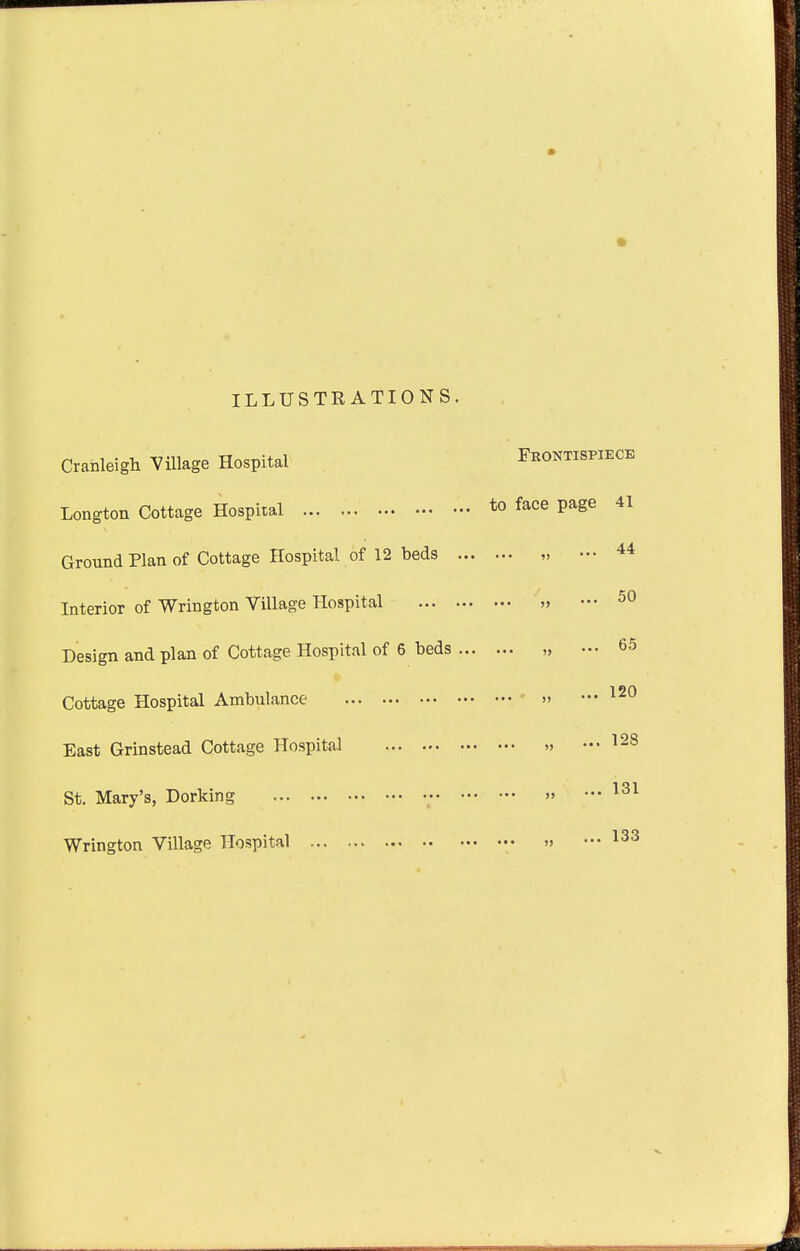 ILLUSTRATIONS.
Cranleigh Village Hospital Frontispiece
Longton Cottage Hospital ... ... ... ... ... to face page 41
Ground Plan of Cottage Hospital of 12 beds ... ... „ ... 44
Interior of Wrington Village Hospital ... ... ... „ ... 50
Design and plan of Cottage Hospital of 6 beds ... ... „ ... 65
Cottage Hospital Ambulance ... ... ... ... ... „ ... 120
East Grinstead Cottage Hospital ... ... ... ... „ ... 128
St. Mary's, Dorking ... ... ... ... ... ... ... „ ... 131
Wrington Village Hospital ... ... ... .. ... ... „ ... 133